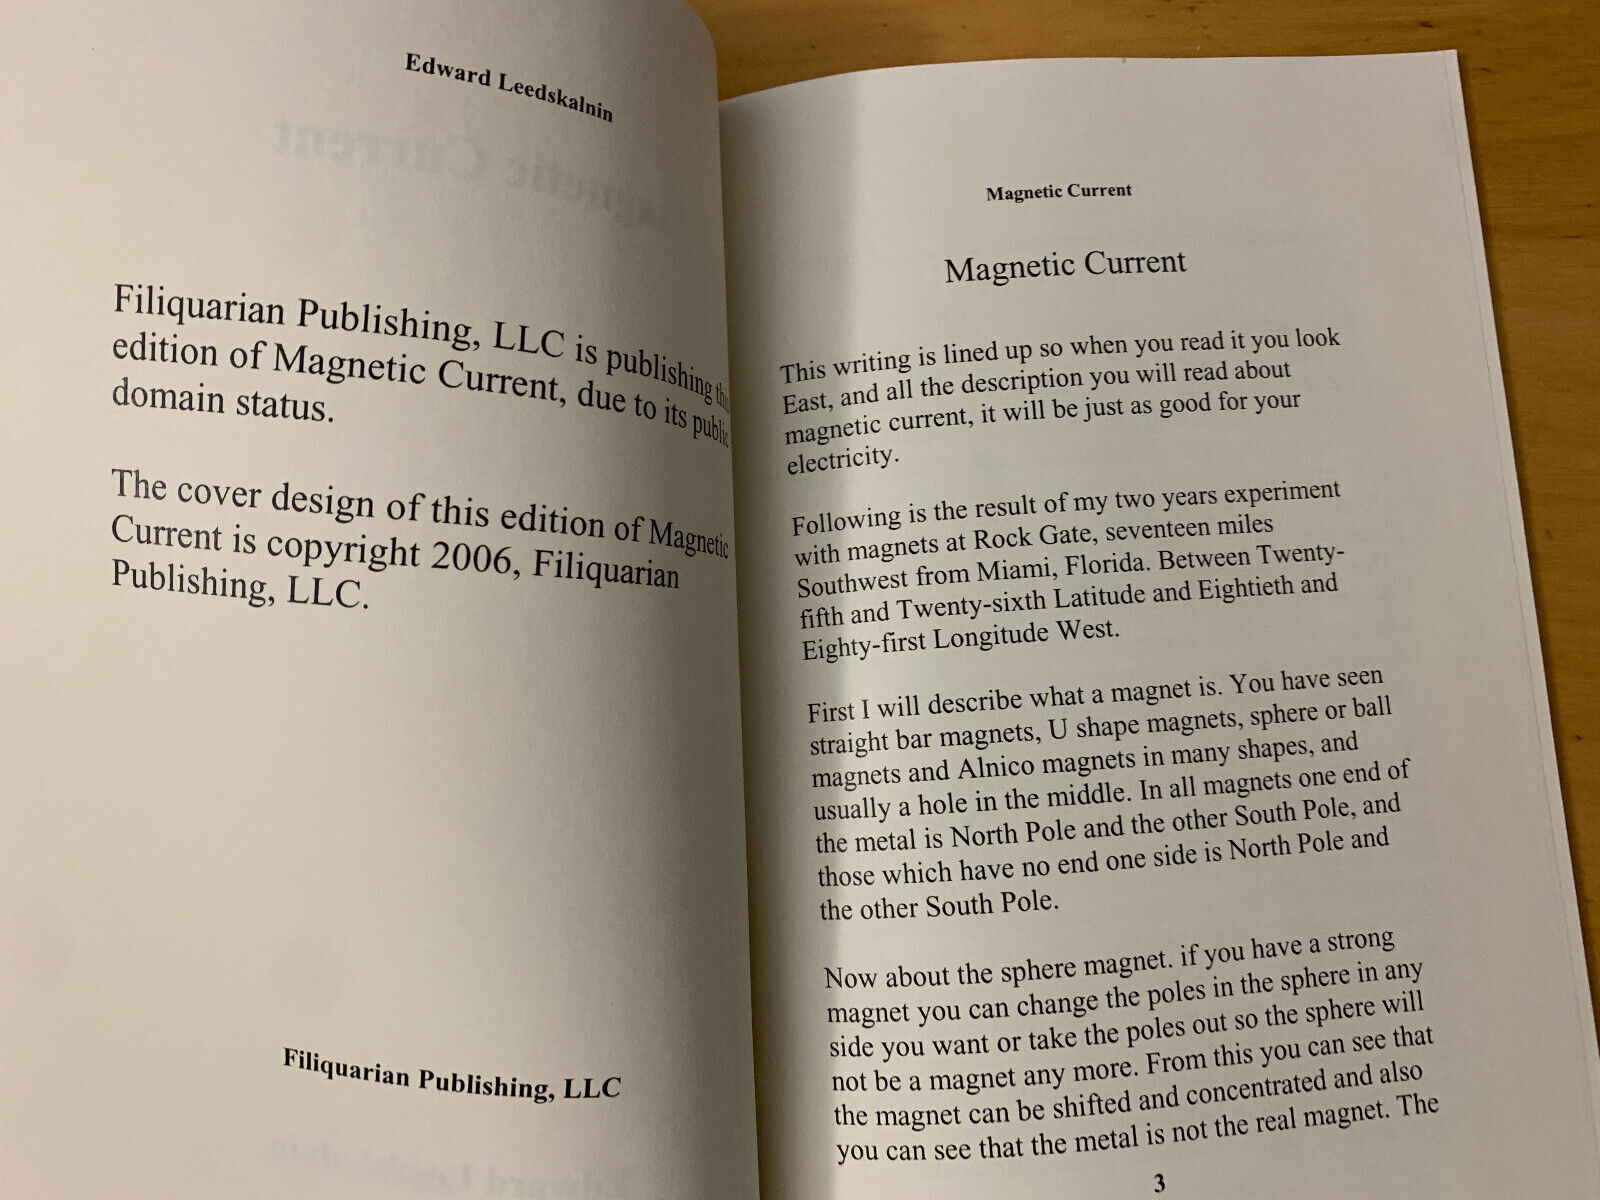 Edward Leedskalnin
Filiquarian Publishing, LLC is publishing this
edition of Magnetic Current, due to its public
domain status.
The cover design of this edition of Magnetic
Current is copyright 2006, Filiquarian
Publishing, LLC.
Filiquarian Publishing, LLC
Magnetic Current
Magnetic Current
This writing is lined up so when you read it you look
East, and all the description you will read about
magnetic current, it will be just as good for your
electricity.
Following is the result of my two years experiment
with magnets at Rock Gate, seventeen miles
Southwest from Miami, Florida. Between Twenty-
fifth and Twenty-sixth Latitude and Eightieth and
Eighty-first Longitude West.
First I will describe what a magnet is. You have seen
straight bar magnets, U shape magnets, sphere or ball
magnets and Alnico magnets in many shapes, and
usually a hole in the middle. In all magnets one end of
the metal is North Pole and the other South Pole, and
those which have no end one side is North Pole and
the other South Pole.
Now about the sphere magnet. if you have a strong
magnet you can change the poles in the sphere in any
side you want or take the poles out so the sphere will
not be a magnet any more. From this you can see that
the magnet can be shifted and concentrated and also
you can see that the metal is not the real magnet. The
3